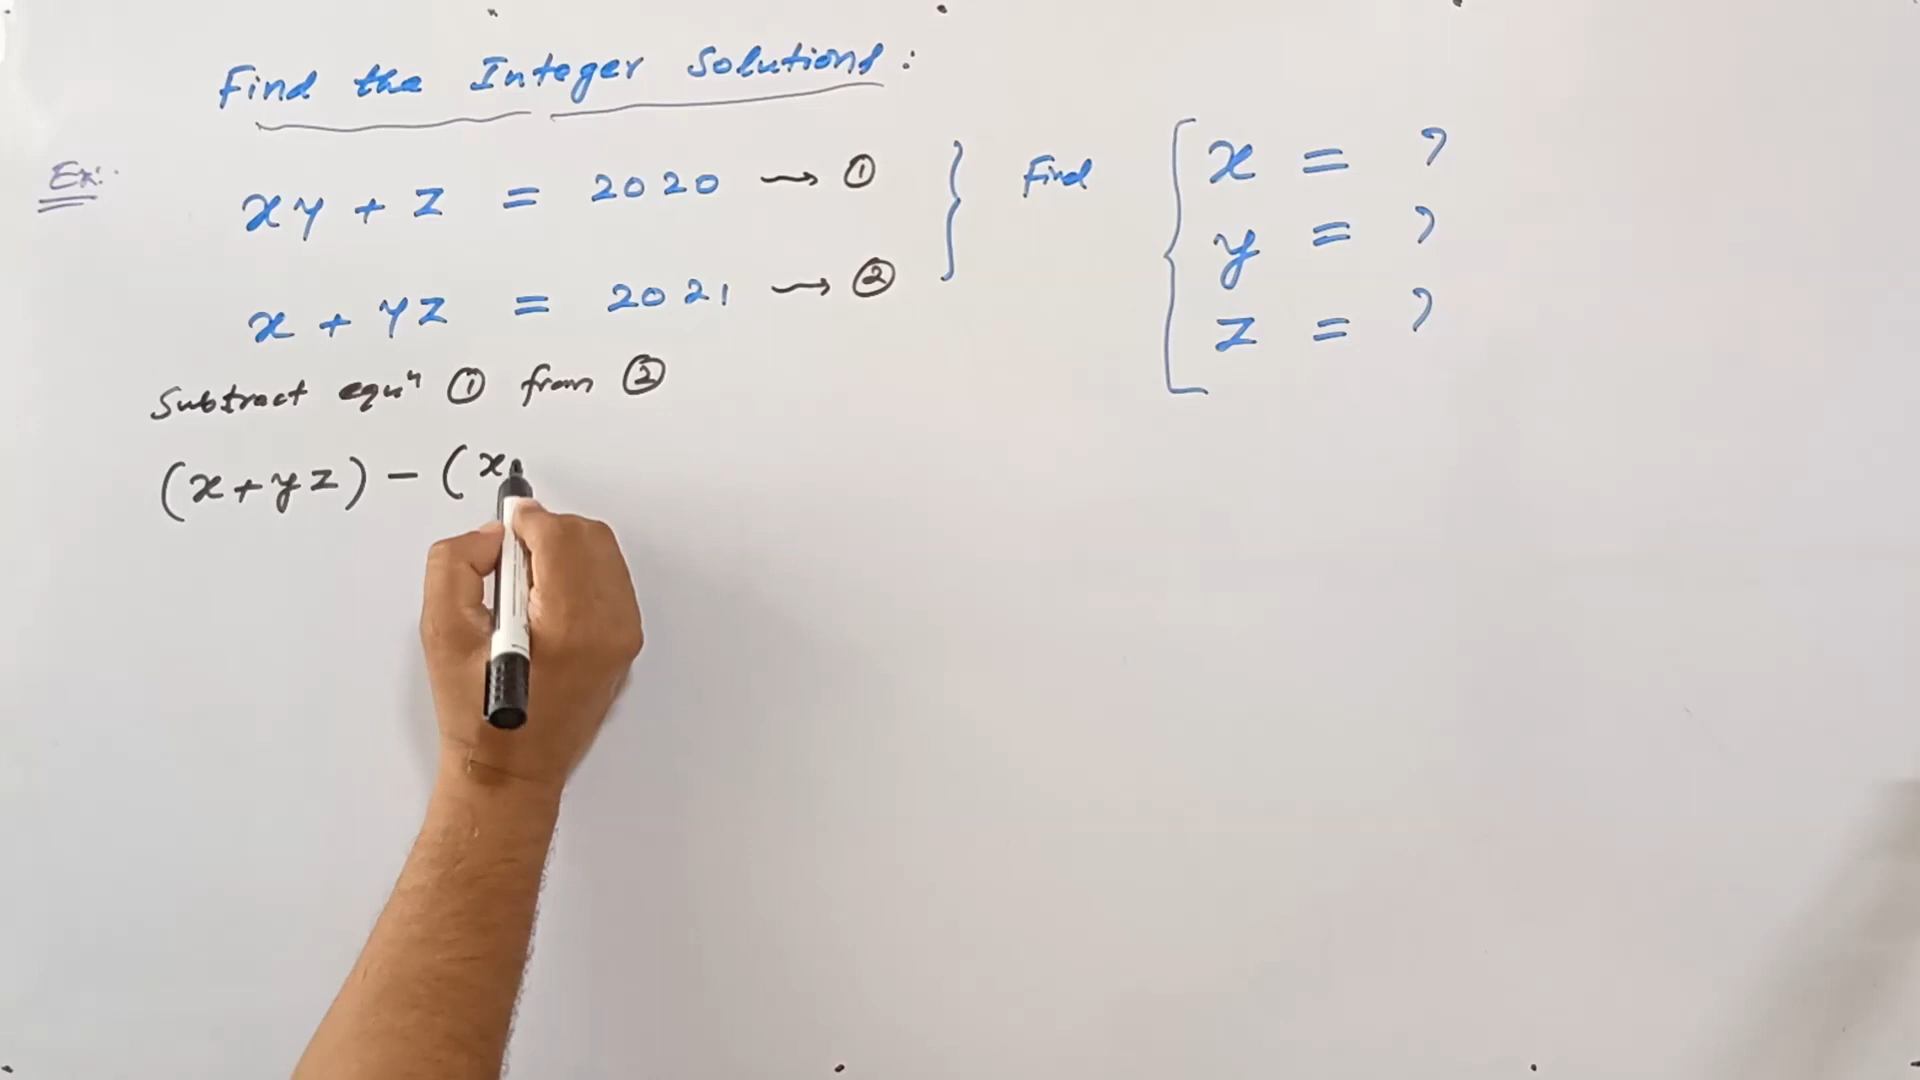 Find the Integer Solutions:
Ex:-
xy + z = 2020 → ①
x + yz = 2021 → ②
Find
x = ?
y = ?
z = ?
Subtract equⁿ ① from ②
(x+yz) - (x